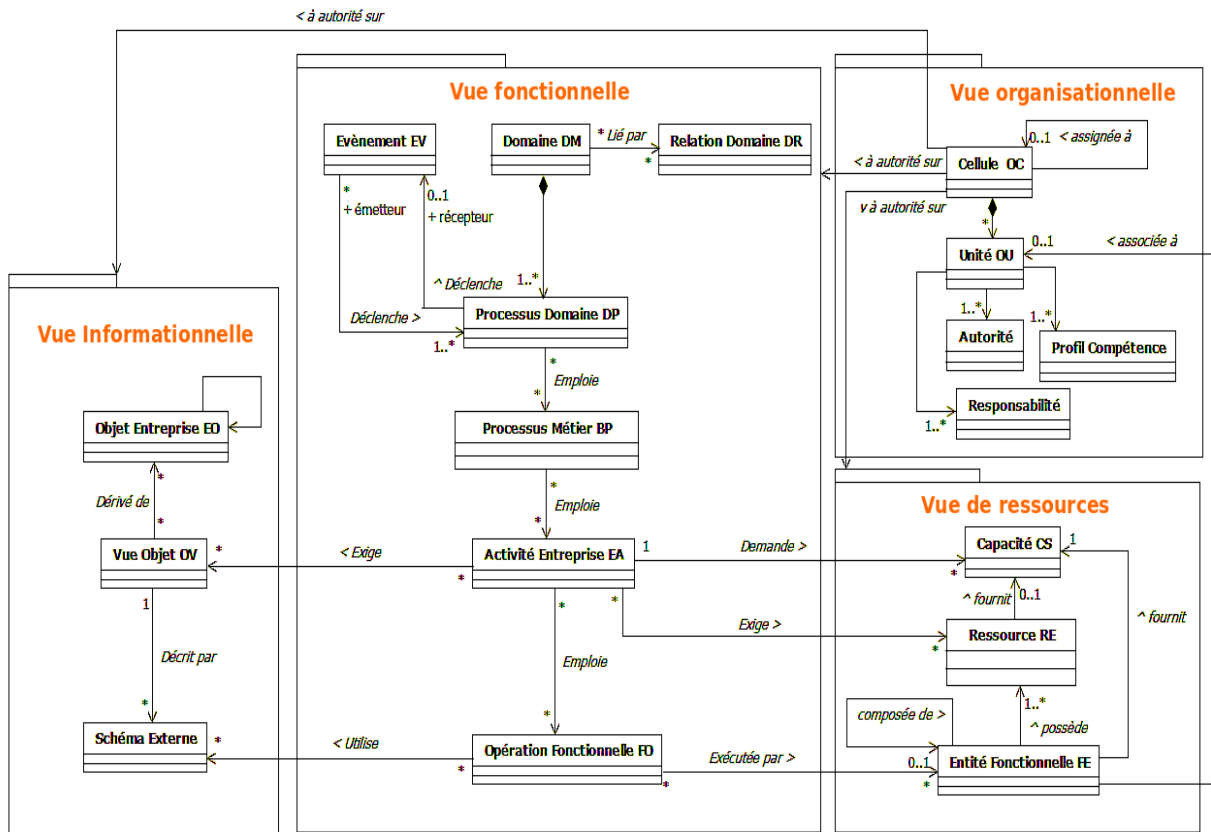 < à autorité sur
Vue fonctionnelle
Vue organisationnelle
Evènement EV
Domaine DM
* Lié par
*
Relation Domaine DR
0..1
< assignée à
Cellule OC
< à autorité sur
v à autorité sur
*
+ émetteur
0..1
+ récepteur
*
0..1
< associée à
Unité OU
^ Déclenche
1..*
Déclenche >
1..*
Processus Domaine DP
1..*
Autorité
1..*
Profil Compétence
Responsabilité
1..*
Vue Informationnelle
*
Emploie
*
Objet Entreprise EO
Processus Métier BP
*
Dérivé de
*
*
Emploie
*
Vue de ressources
Vue Objet OV
*
< Exige
*
Activité Entreprise EA
1
Demande >
*
Capacité CS
1
1
*
*
^ fournit
0..1
^ fournit
Exige >
*
Ressource RE
Décrit par
Emploie
*
*
1..*
^ possède
composée de >
Schéma Externe
*
< Utilise
*
Opération Fonctionnelle FO
*
Exécutée par >
0..1
*
Entité Fonctionnelle FE